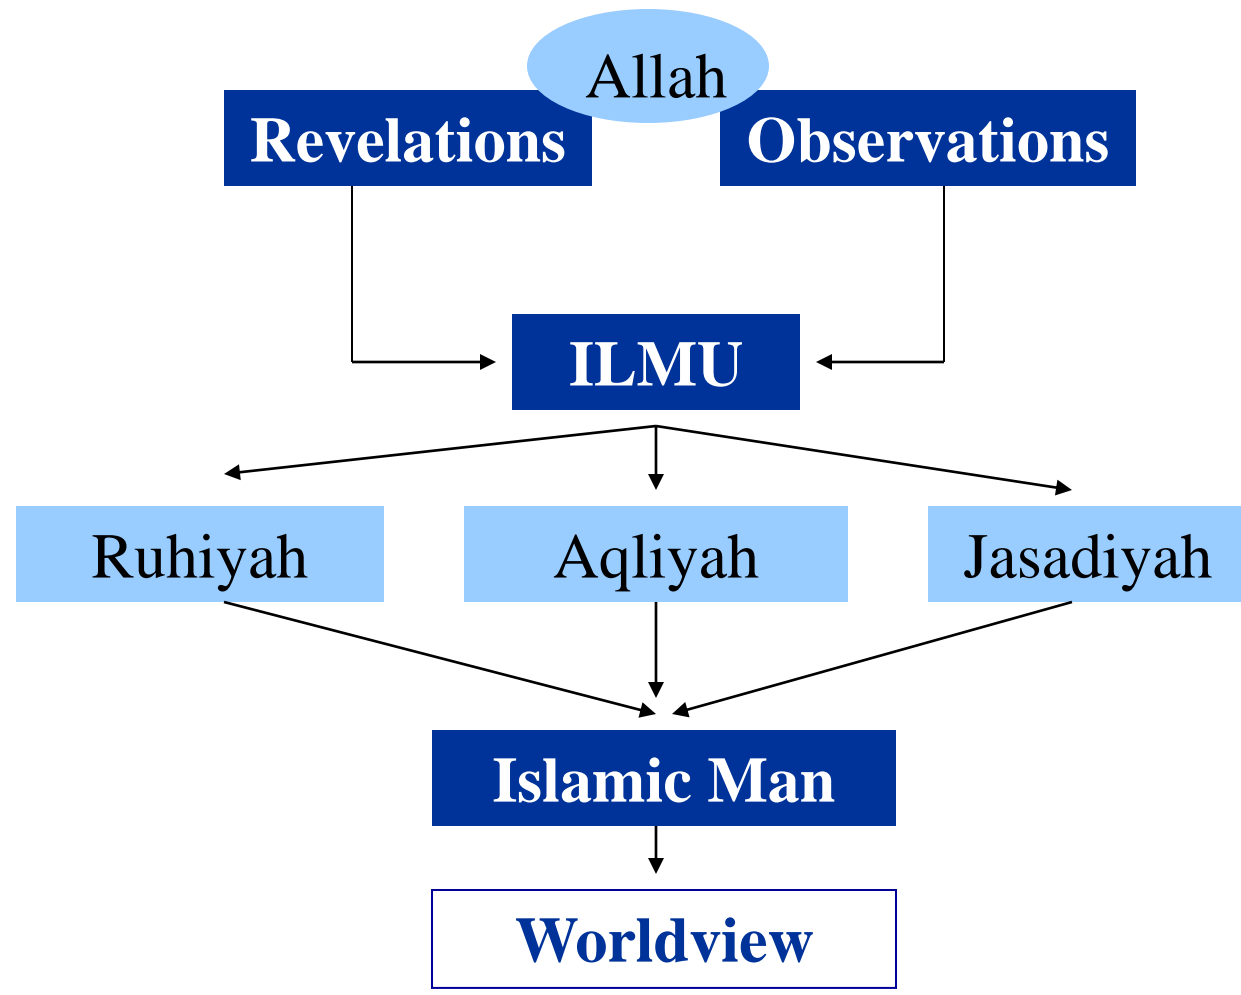 Allah
Revelations
Observations
ILMU
Ruhiyah
Aqliyah
Jasadiyah
Islamic Man
Worldview